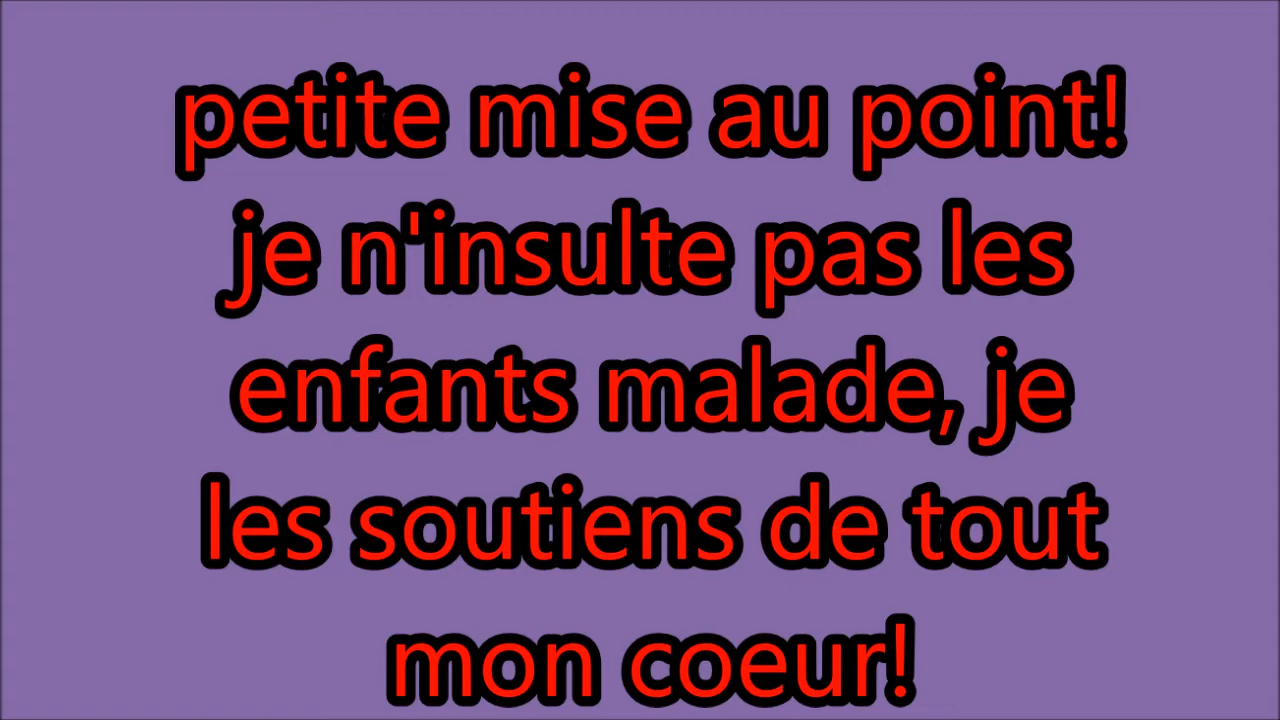 petite mise au point!
je n'insulte pas les
enfants malade, je
les soutiens de tout
mon coeur!